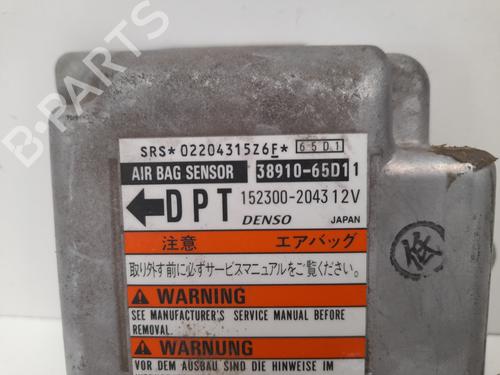 B-PARTS
SRS*02204315Z6F* 65D1
AIR BAG SENSOR 38910-65D11
DPT 152300-2043 12V
DENSO JAPAN
注意 エアバッグ
取り外す前に必ずサービスマニュアルをご覧ください。
WARNING
SEE MANUFACTURER'S SERVICE MANUAL BEFORE
REMOVAL.
WARNUNG
VOR DEM AUSBAU SIND DIE HINWEISE IM